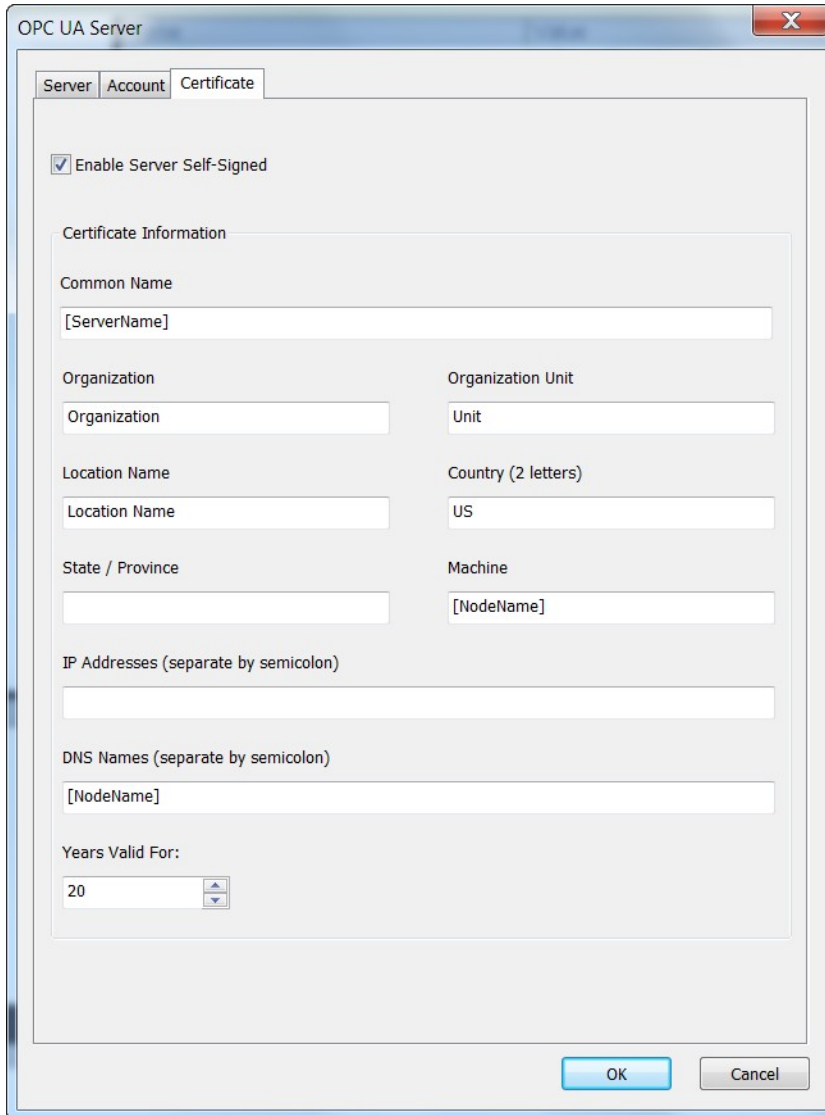 OPC UA Server
Server Account Certificate
Enable Server Self-Signed
Certificate Information
Common Name
[ServerName]
Organization Organization Unit
Organization Unit
Location Name Country (2 letters)
Location Name US
State / Province Machine
[NodeName]
IP Addresses (separate by semicolon)
DNS Names (separate by semicolon)
[NodeName]
Years Valid For:
20
OK Cancel